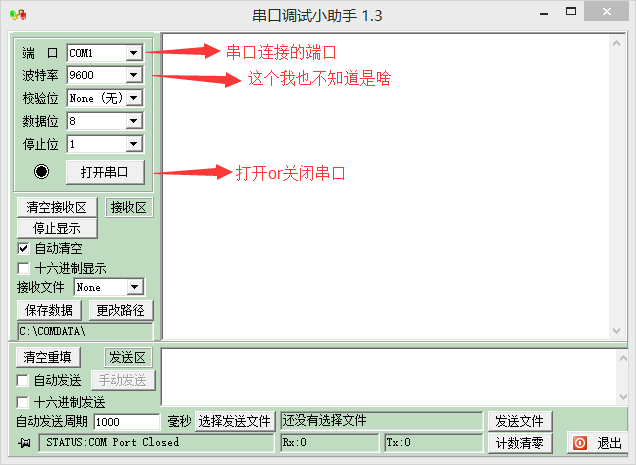 串口调试小助手 1.3
端 口 COM1
串口连接的端口
波特率 9600
这个我也不知道是啥
校验位 None (无)
数据位 8
停止位 1
打开串口
打开or关闭串口
清空接收区 接收区
停止显示
自动清空
十六进制显示
接收文件 None
保存数据 更改路径
C:\COMDATA\
清空重填 发送区
自动发送 手动发送
十六进制发送
自动发送周期 1000 毫秒 选择发送文件 还没有选择文件 发送文件
STATUS:COM Port Closed Rx:0 Tx:0 计数清零 退出